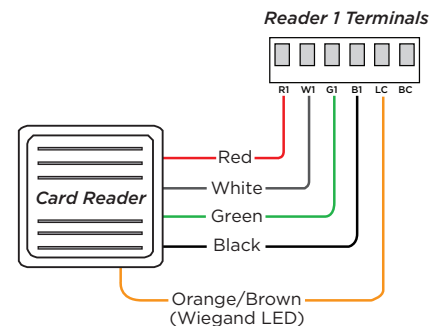 Reader 1 Terminals
R1 W1 G1 B1 LC BC
Card Reader
Red
White
Green
Black
Orange/Brown
(Wiegand LED)